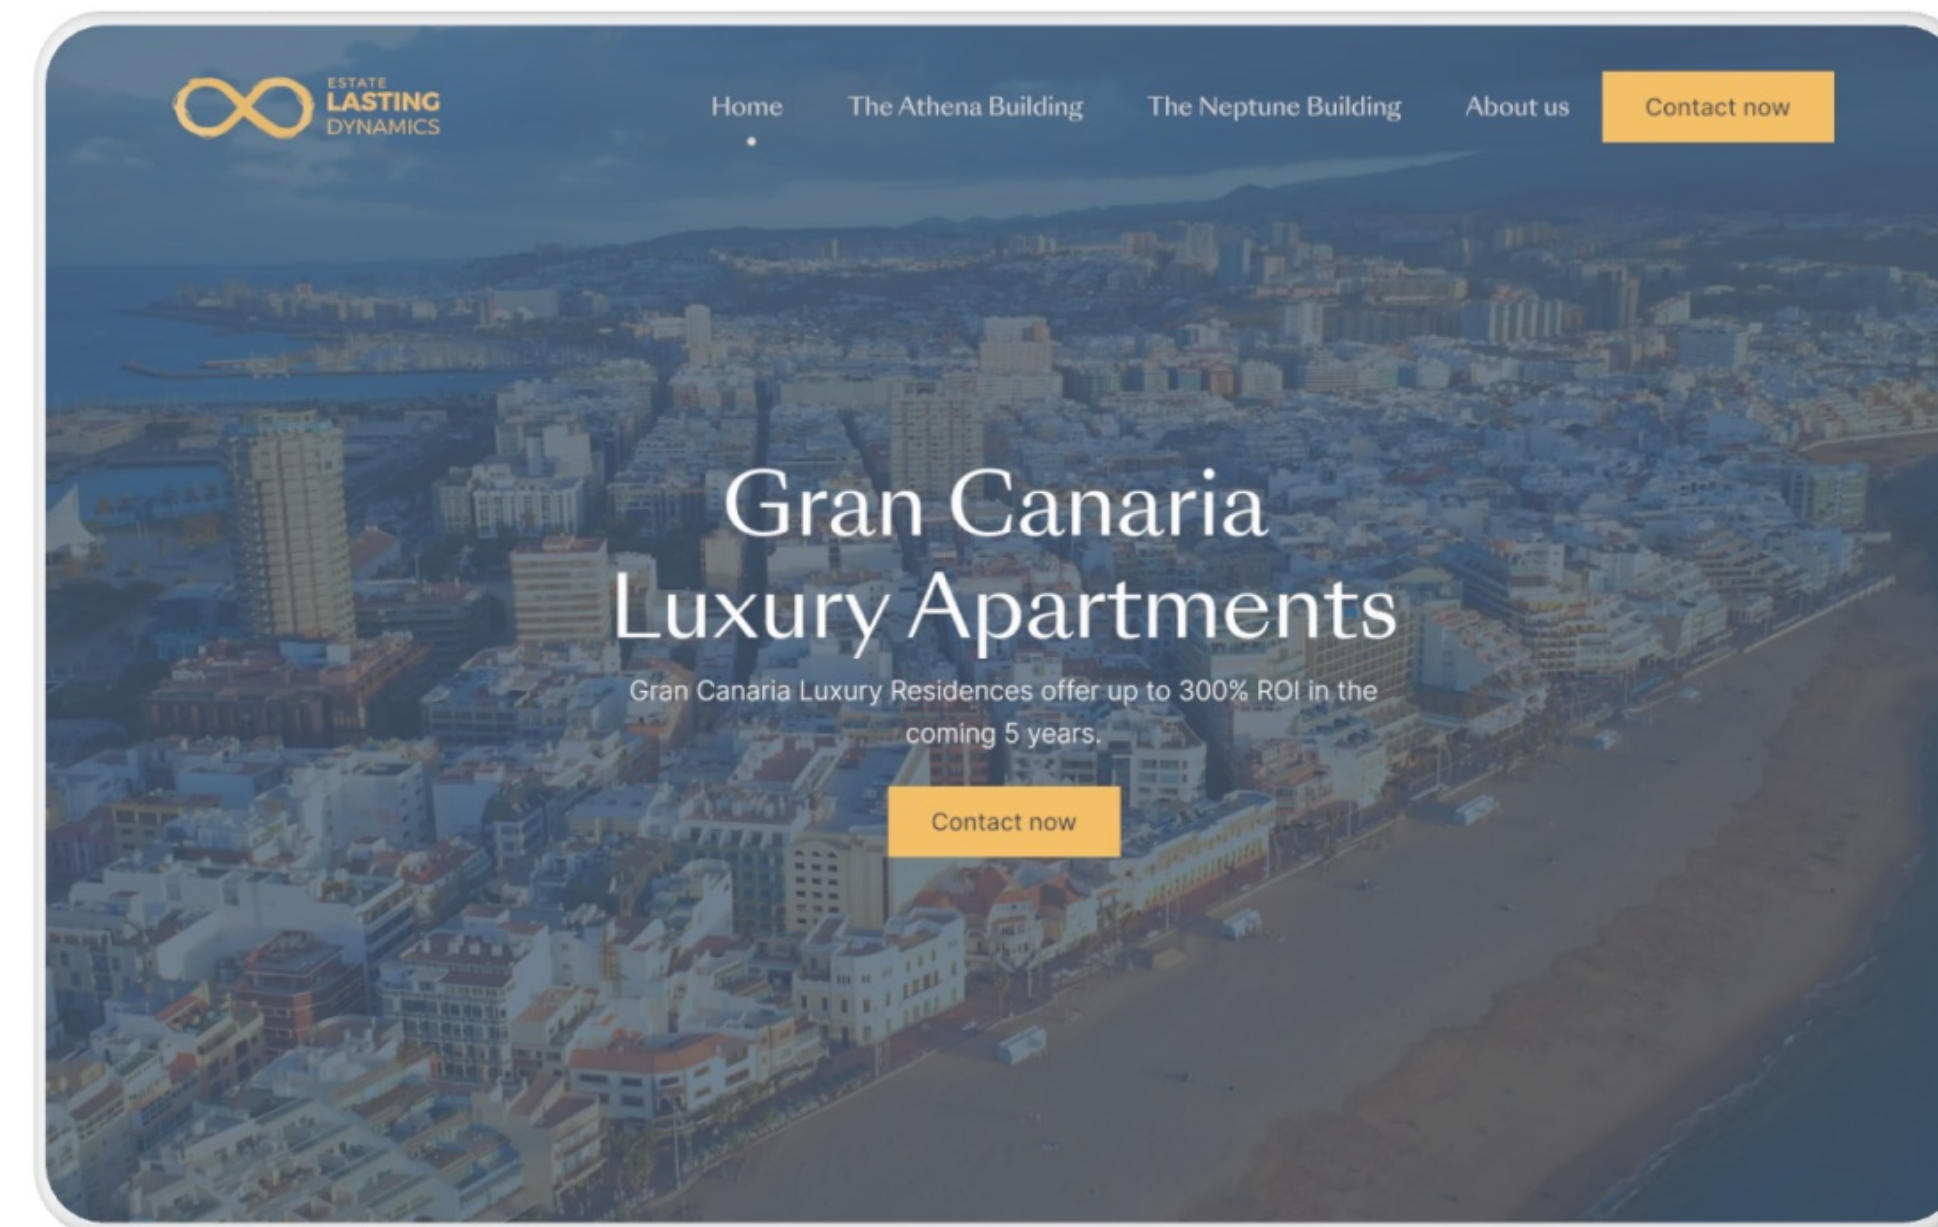 ESTATE
LASTING
DYNAMICS
Home
The Athena Building
The Neptune Building
About us
Contact now
Gran Canaria
Luxury Apartments
Gran Canaria Luxury Residences offer up to 300% ROI in the
coming 5 years.
Contact now